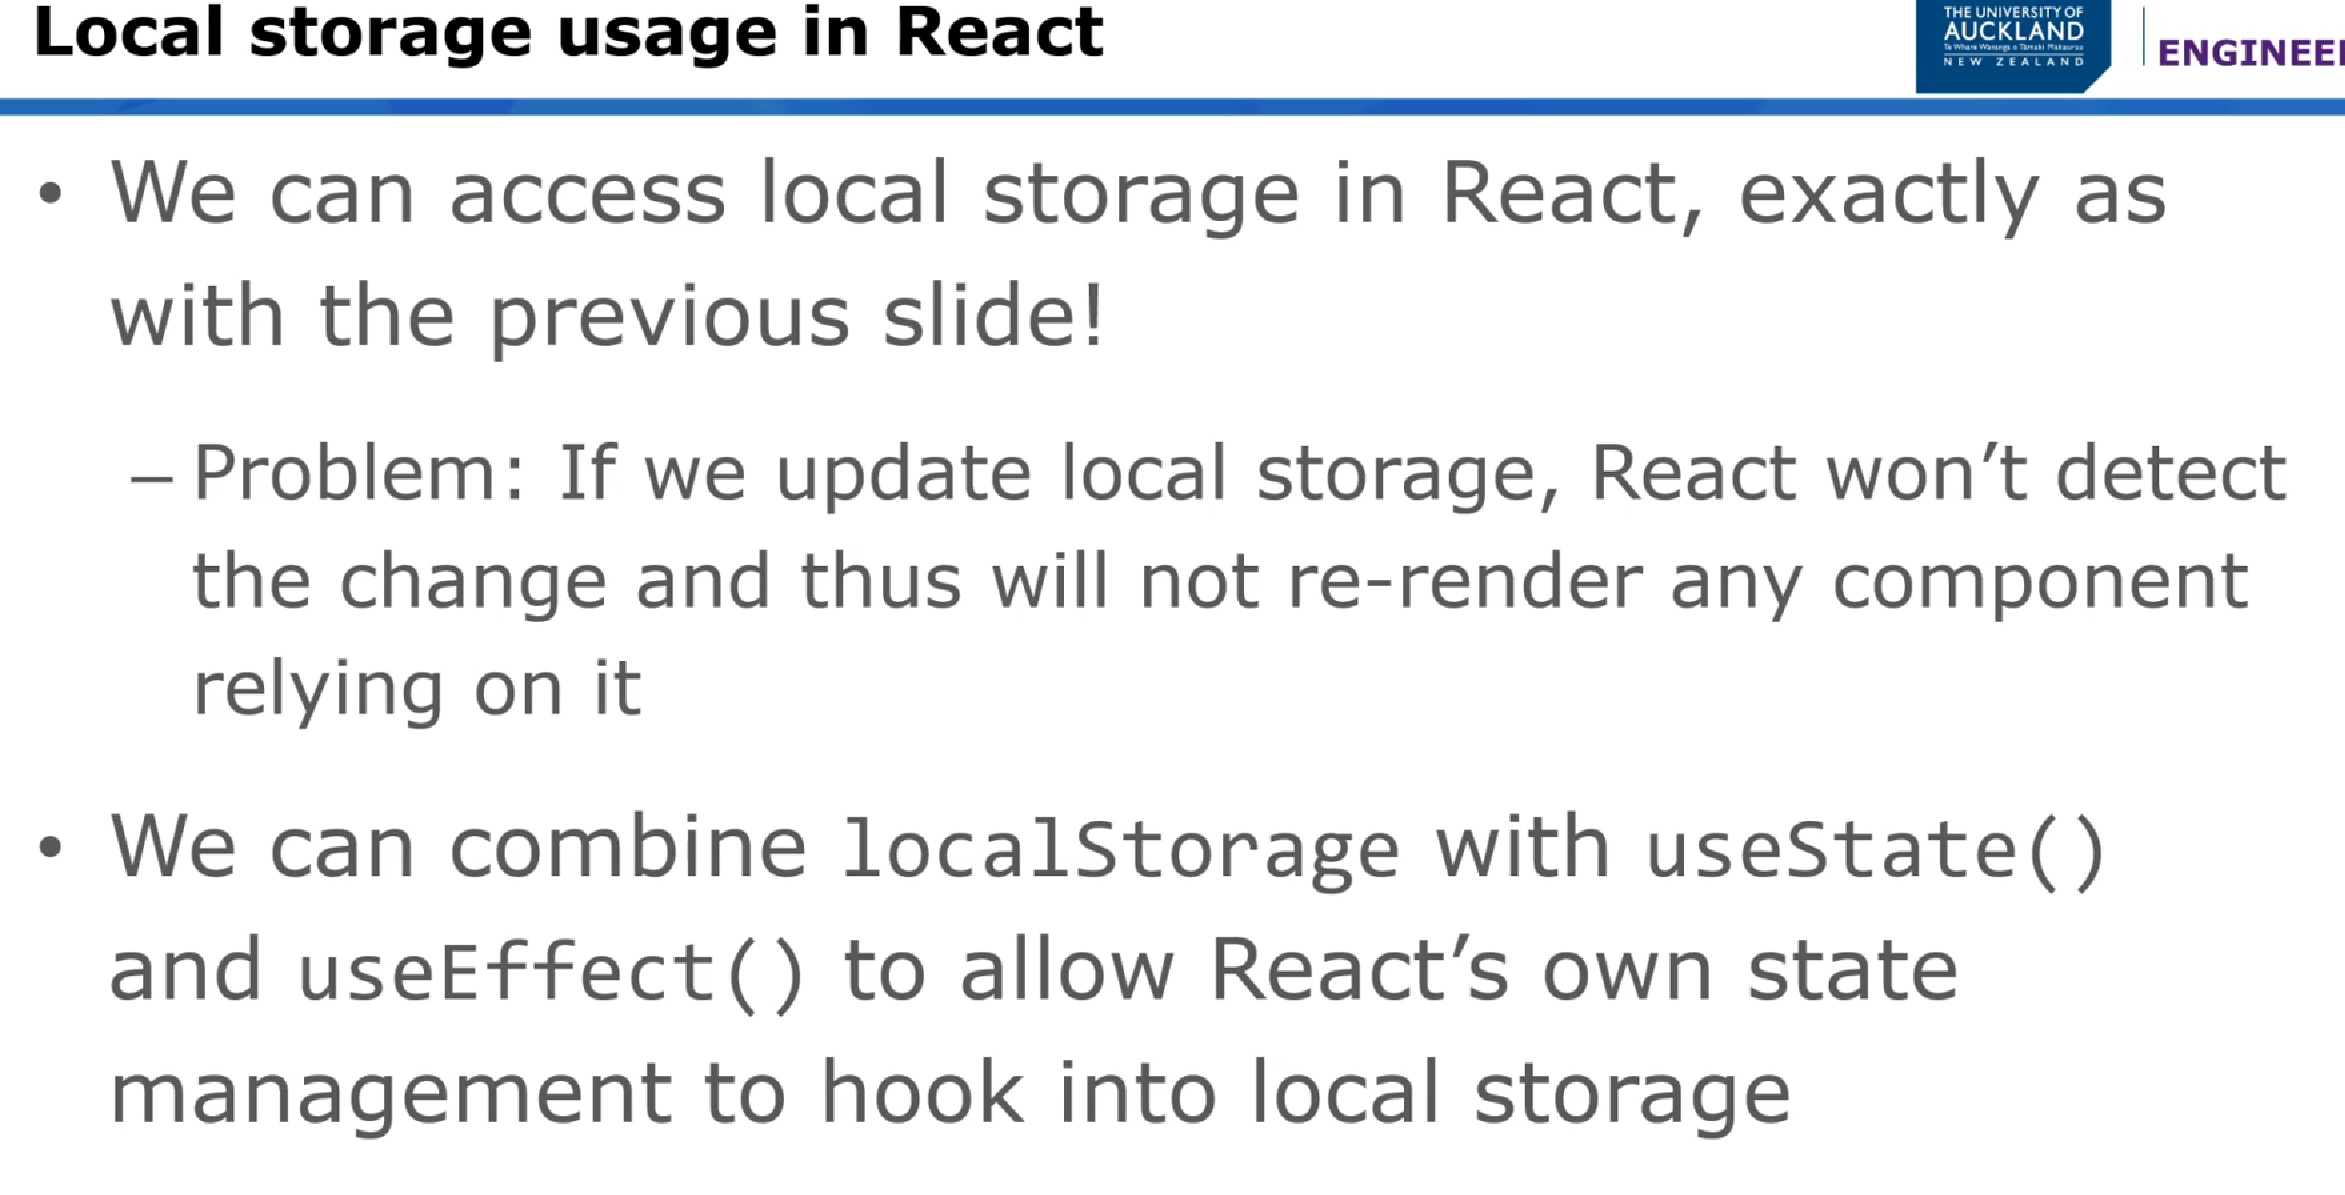 Local storage usage in React
THE UNIVERSITY OF
AUCKLAND
Te Whare Wānanga o Tāmaki Makaurau
NEW ZEALAND
ENGINEE
• We can access local storage in React, exactly as
with the previous slide!
– Problem: If we update local storage, React won’t detect
the change and thus will not re-render any component
relying on it
• We can combine localStorage with useState()
and useEffect() to allow React’s own state
management to hook into local storage